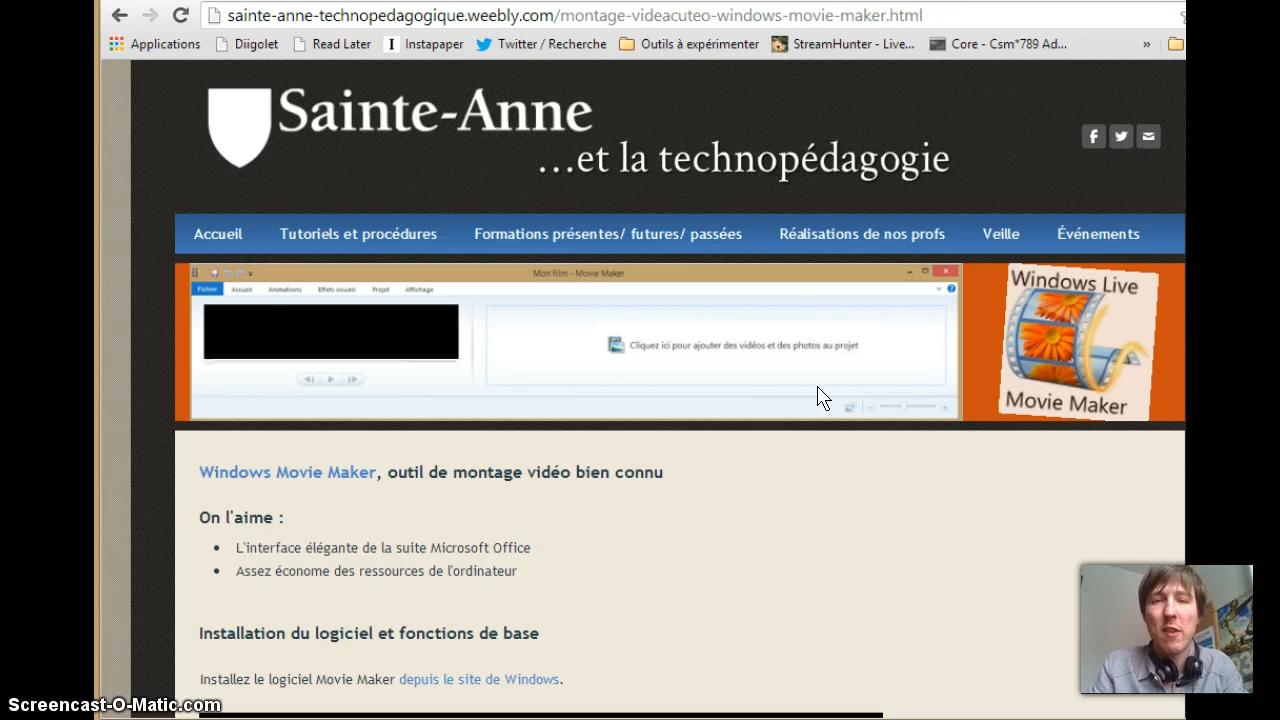 sainte-anne-technopedagogique.weebly.com/montage-videacuteo-windows-movie-maker.html
Applications Diigolet Read Later Instapaper Twitter / Recherche Outils à expérimenter StreamHunter - Live... Core - Csm*789 Ad... »
Sainte-Anne
...et la technopédagogie
Accueil Tutoriels et procédures Formations présentes/ futures/ passées Réalisations de nos profs Veille Événements
Mon film - Movie Maker
Fichier Accueil Animations Effets visuels Projet Affichage
Cliquez ici pour ajouter des vidéos et des photos au projet
Windows Live
Movie Maker
Windows Movie Maker, outil de montage vidéo bien connu
On l'aime :
• L'interface élégante de la suite Microsoft Office
• Assez économe des ressources de l'ordinateur
Installation du logiciel et fonctions de base
Installez le logiciel Movie Maker depuis le site de Windows.
Screencast-O-Matic.com